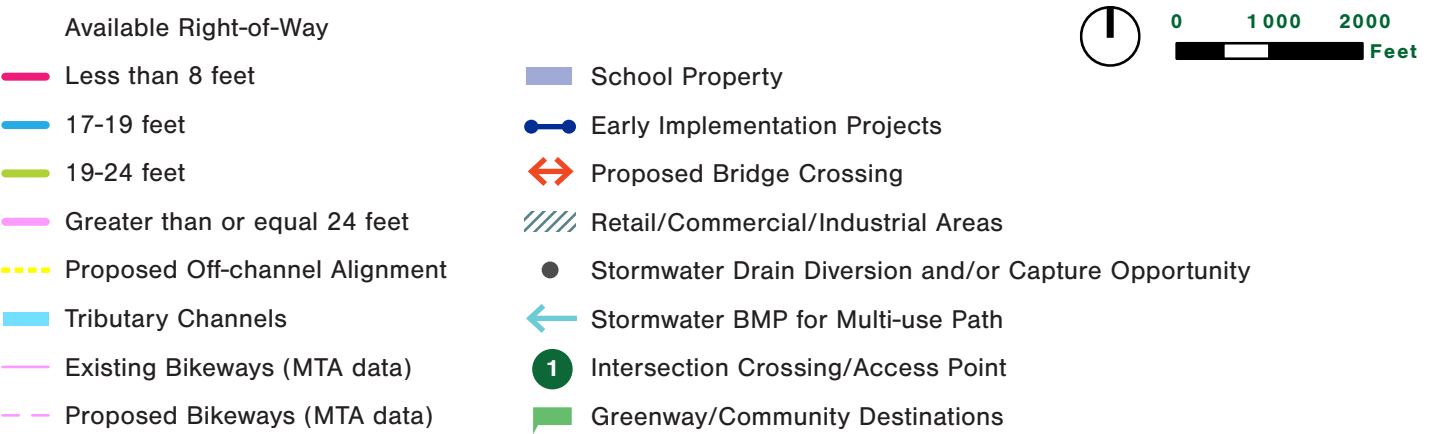 Available Right-of-Way
Less than 8 feet
17-19 feet
19-24 feet
Greater than or equal 24 feet
Proposed Off-channel Alignment
Tributary Channels
Existing Bikeways (MTA data)
Proposed Bikeways (MTA data)
School Property
Early Implementation Projects
Proposed Bridge Crossing
Retail/Commercial/Industrial Areas
Stormwater Drain Diversion and/or Capture Opportunity
Stormwater BMP for Multi-use Path
1 Intersection Crossing/Access Point
Greenway/Community Destinations
0 1000 2000
Feet